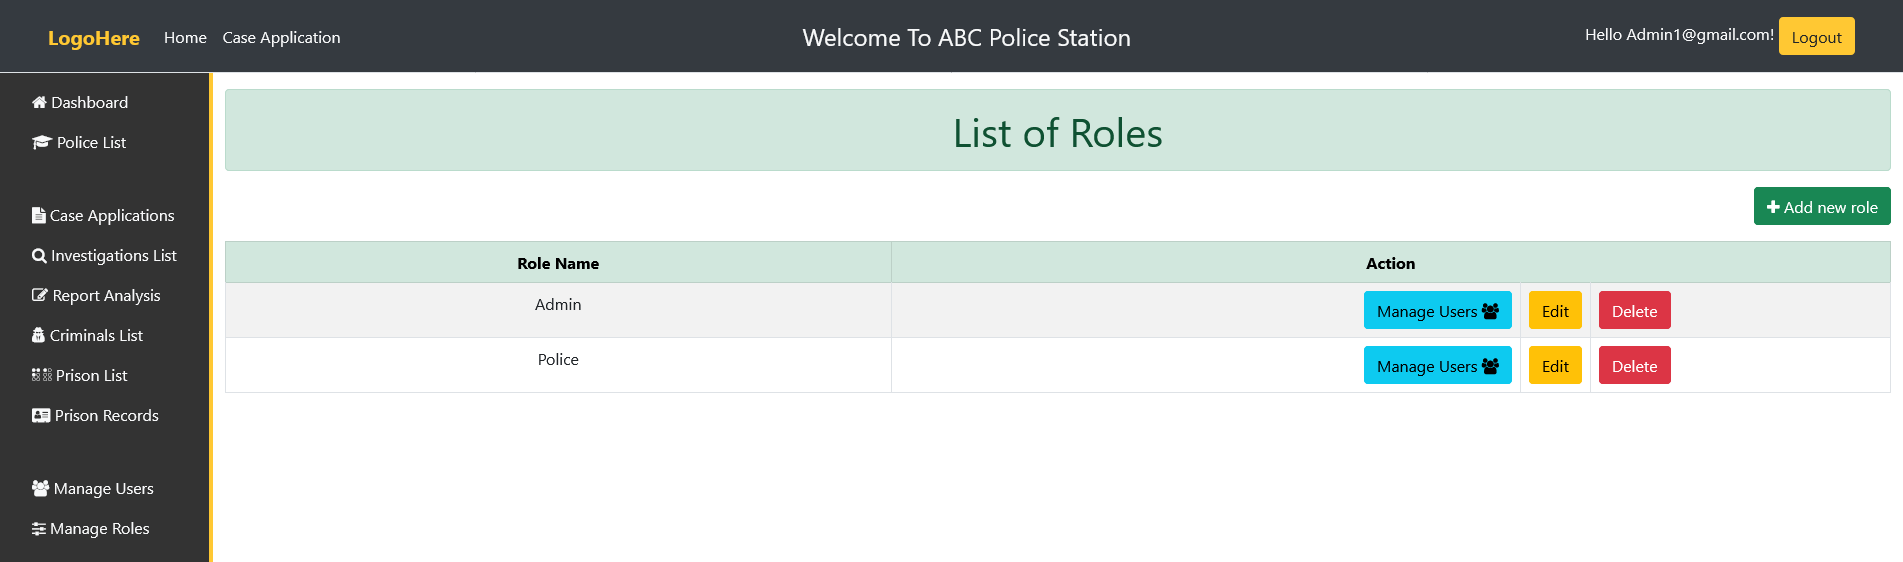 LogoHere Home Case Application Welcome To ABC Police Station Hello Admin1@gmail.com! Logout
Dashboard
Police List
Case Applications
Investigations List
Report Analysis
Criminals List
Prison List
Prison Records
Manage Users
Manage Roles
List of Roles
Add new role
Role Name Action
Admin Manage Users Edit Delete
Police Manage Users Edit Delete